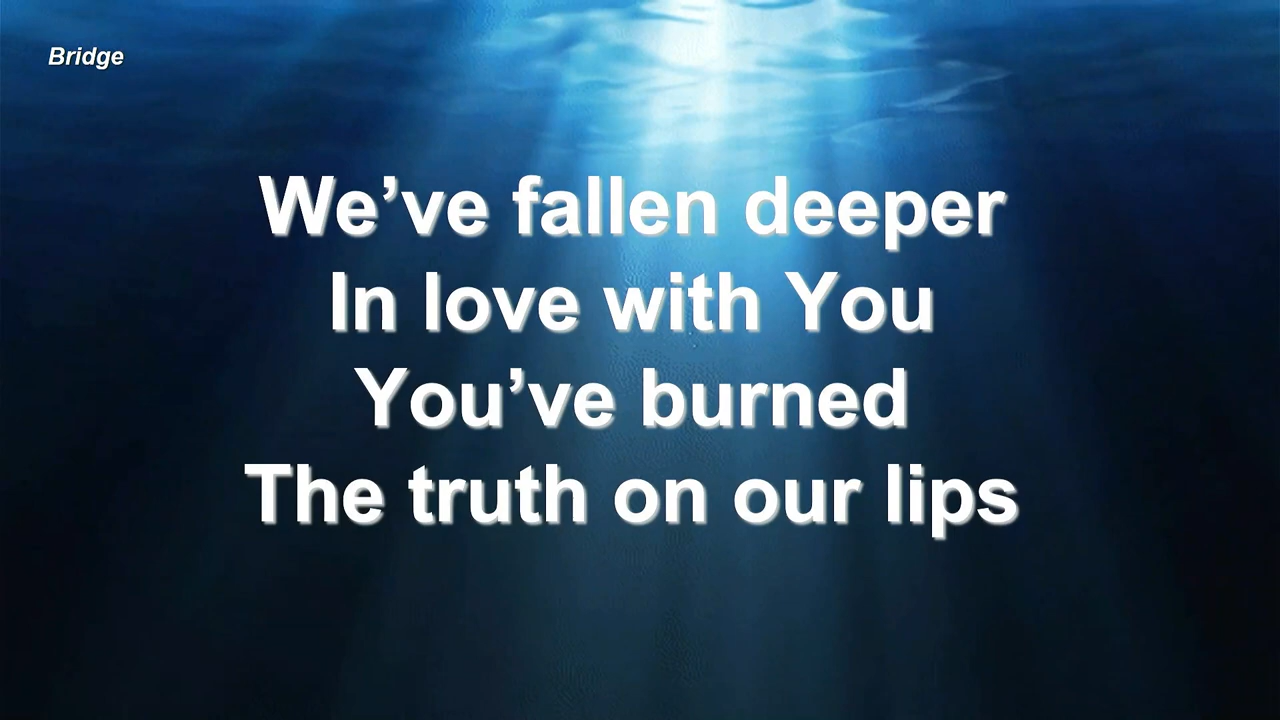 Bridge
We’ve fallen deeper
In love with You
You’ve burned
The truth on our lips